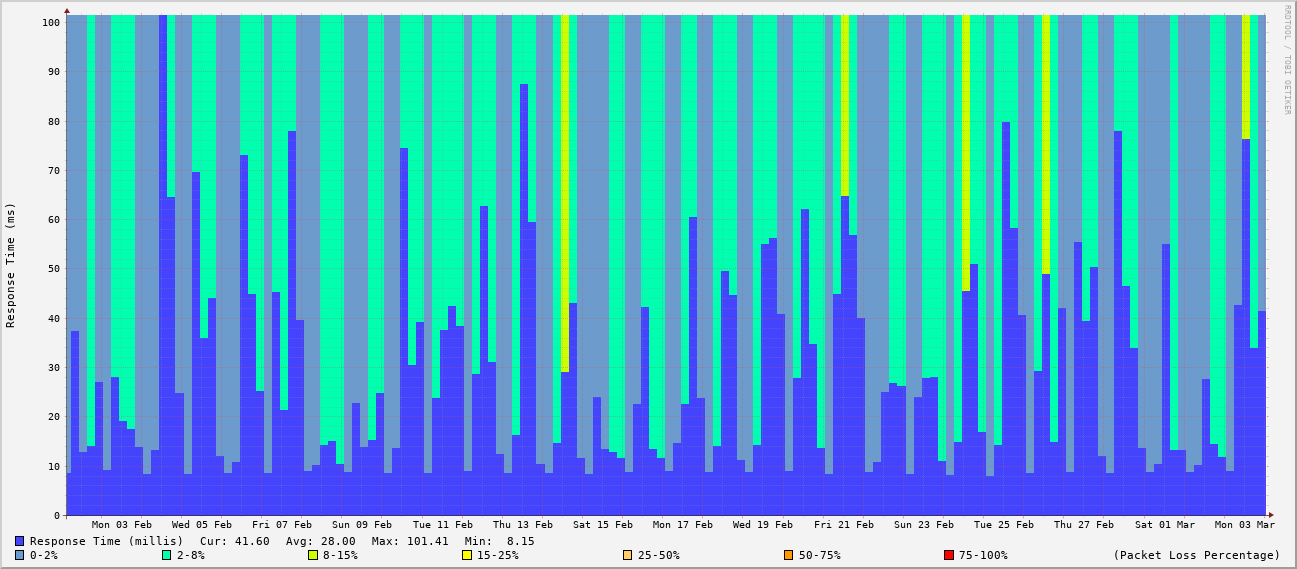 RRDTOOL / TOBI OETIKER
Response Time (ms)
100
90
80
70
60
50
40
30
20
10
0
Mon 03 Feb Wed 05 Feb Fri 07 Feb Sun 09 Feb Tue 11 Feb Thu 13 Feb Sat 15 Feb Mon 17 Feb Wed 19 Feb Fri 21 Feb Sun 23 Feb Tue 25 Feb Thu 27 Feb Sat 01 Mar Mon 03 Mar
Response Time (millis) Cur: 41.60 Avg: 28.00 Max: 101.41 Min: 8.15
0-2% 2-8% 8-15% 15-25% 25-50% 50-75% 75-100% (Packet Loss Percentage)